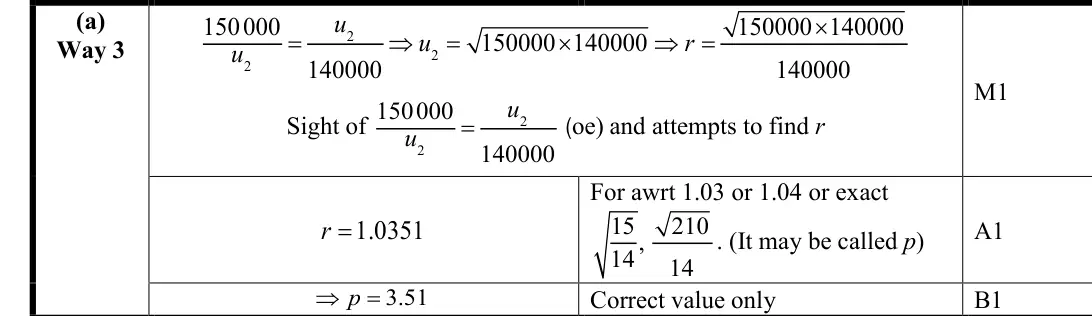 (a)
Way 3
150 000 / u₂ = u₂ / 140000 ⇒ u₂ = √(150000 × 140000) ⇒ r = √(150000 × 140000) / 140000
Sight of 150 000 / u₂ = u₂ / 140000 (oe) and attempts to find r
M1
r = 1.0351
For awrt 1.03 or 1.04 or exact
√(15/14), √210 / 14 . (It may be called p)
A1
⇒ p = 3.51
Correct value only
B1